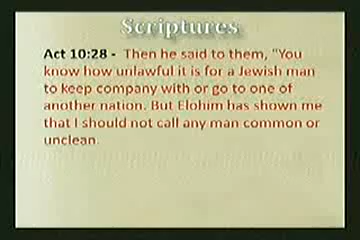 Scriptures
Act 10:28 - Then he said to them, "You
know how unlawful it is for a Jewish man
to keep company with or go to one of
another nation. But Elohim has shown me
that I should not call any man common or
unclean.